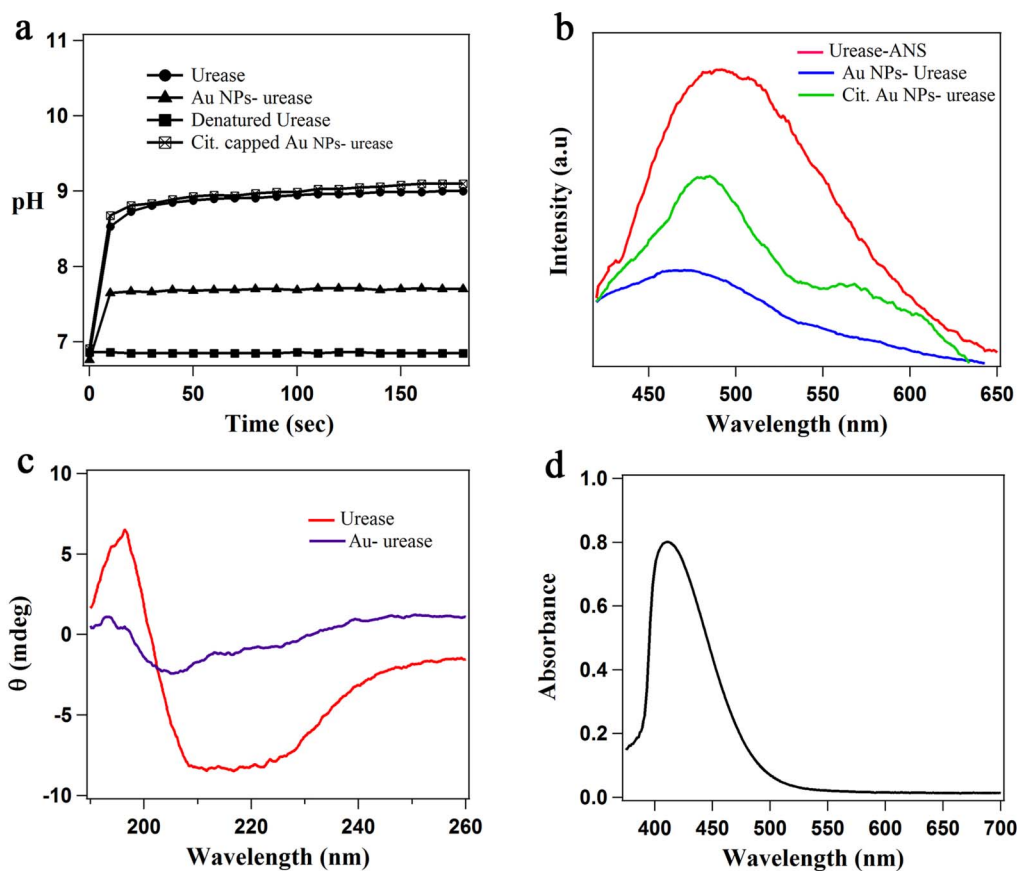 a
11
10
9
8
7
6
pH
Urease
Au NPs- urease
Denatured Urease
Cit. capped Au NPs- urease
0
50
100
150
Time (sec)
b
Urease-ANS
Au NPs- Urease
Cit. Au NPs- urease
Intensity (a.u)
450
500
550
600
650
Wavelength (nm)
c
10
5
0
-5
-10
θ (mdeg)
Urease
Au- urease
200
220
240
260
Wavelength (nm)
d
1.0
0.8
0.6
0.4
0.2
0.0
Absorbance
400
450
500
550
600
650
700
Wavelength (nm)